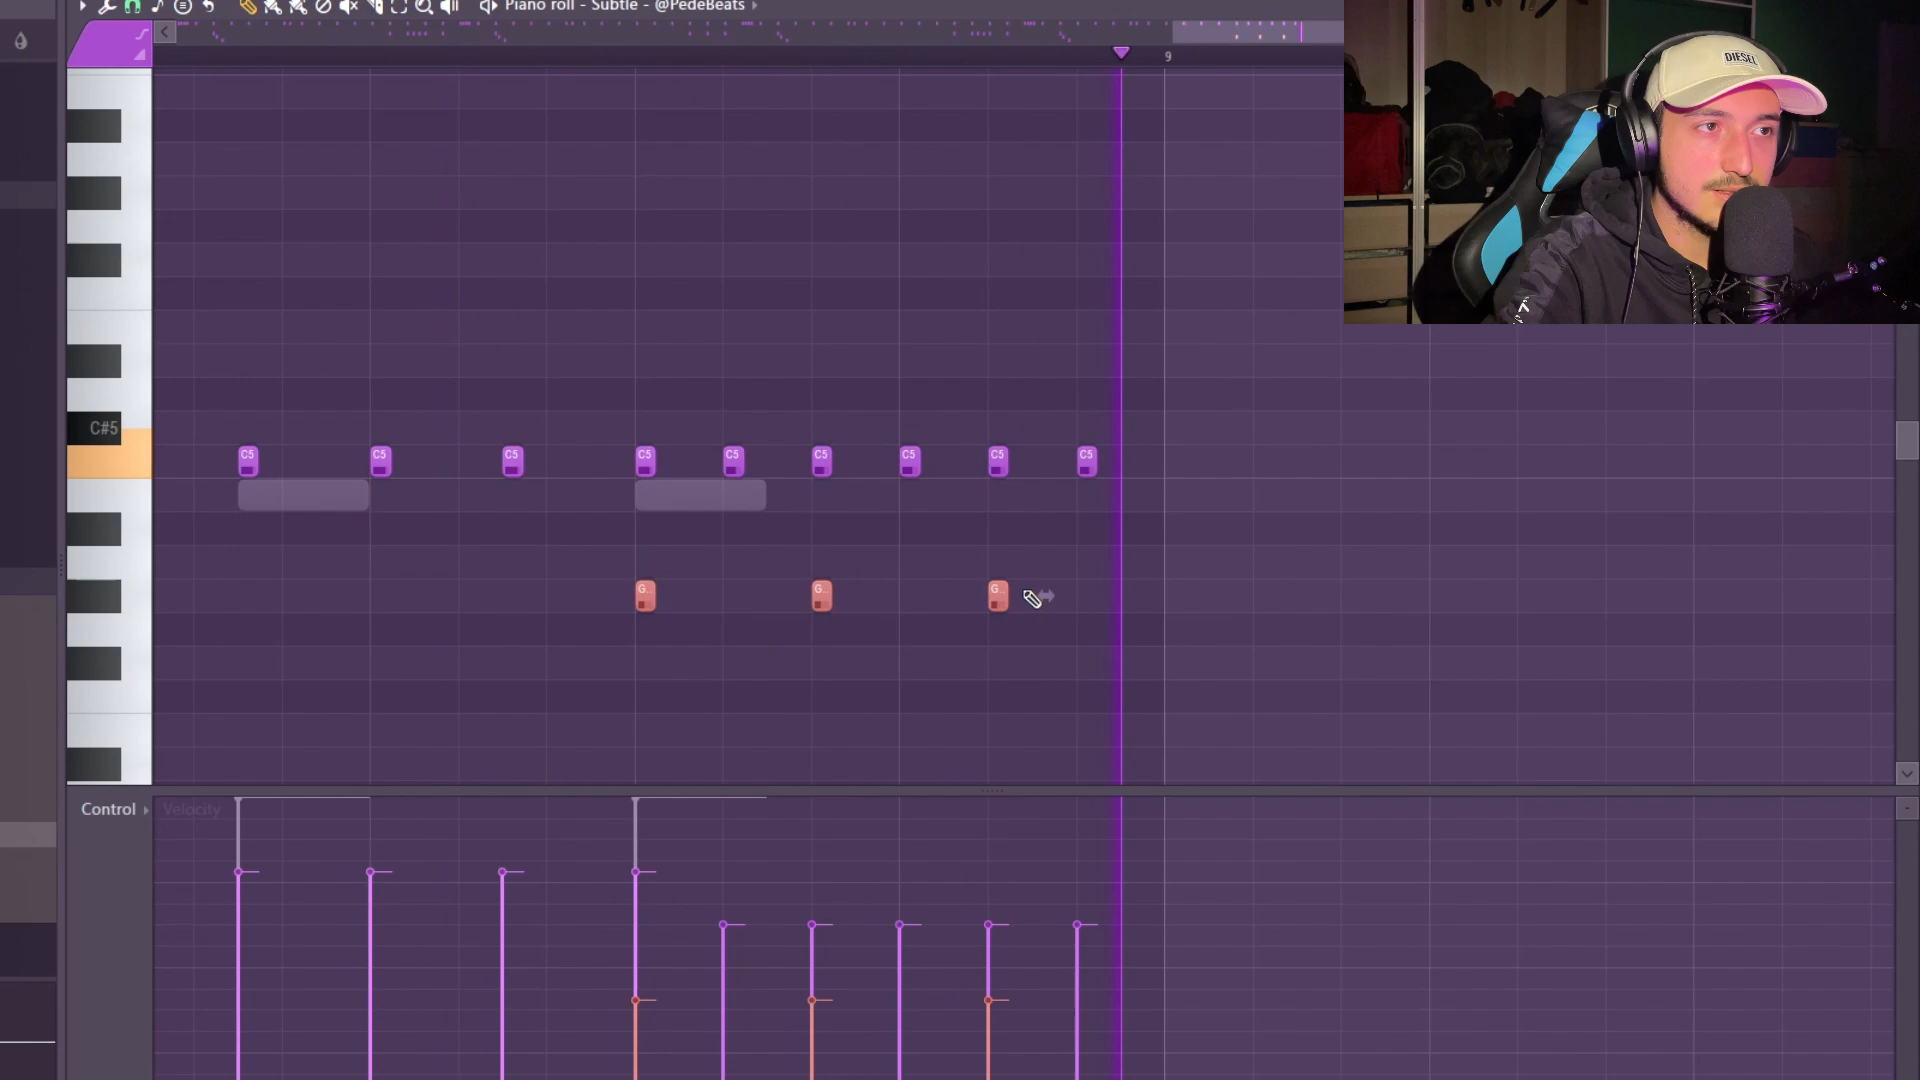 Piano roll - Subtle - @PedeBeats
9
DIESEL
C#5
C5 C5 C5 C5 C5 C5 C5 C5 C5
G.. G.. G..
Control Velocity